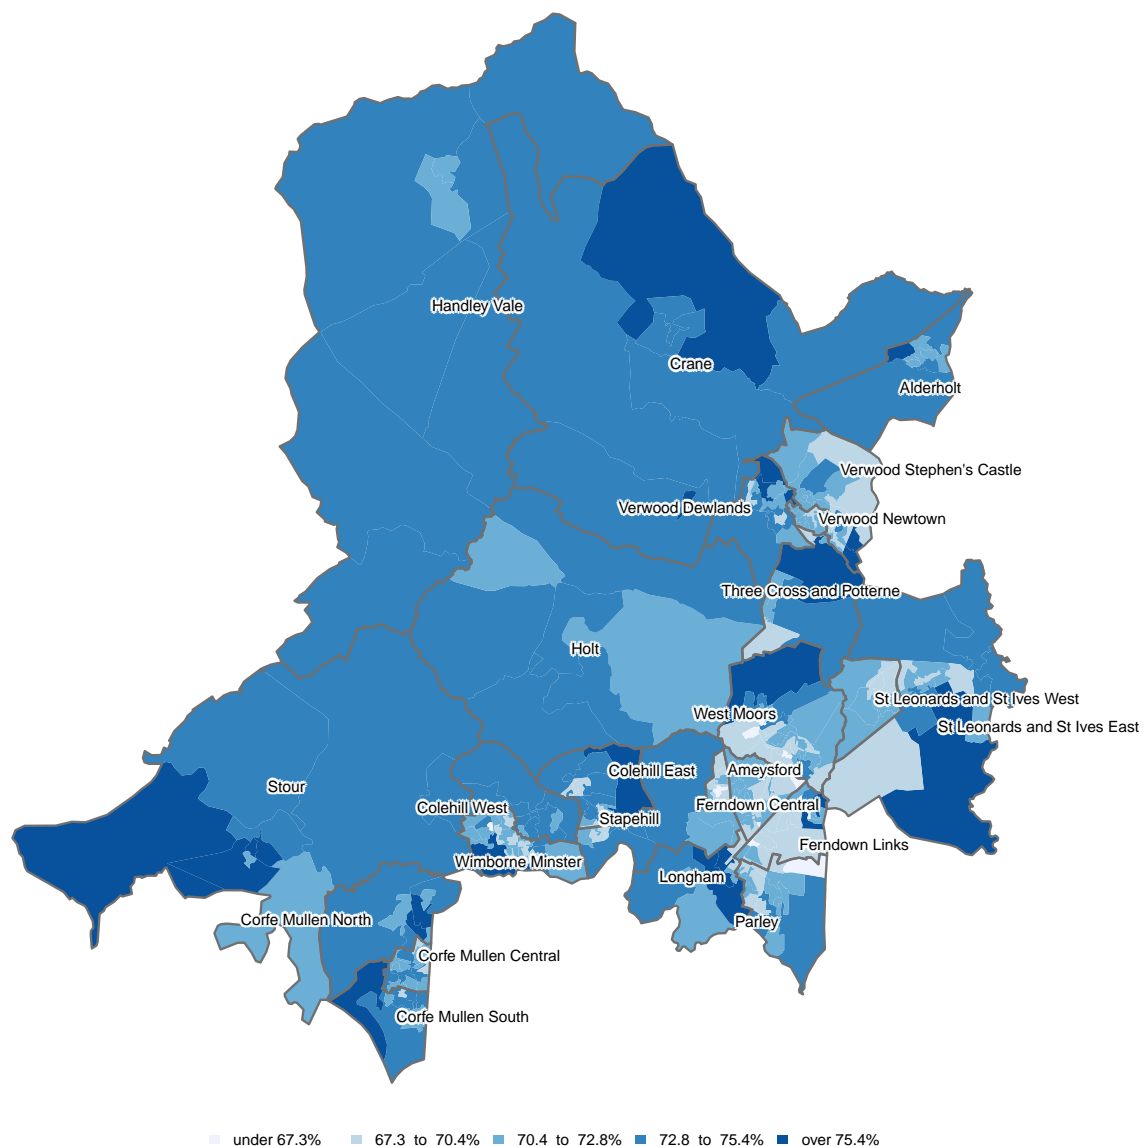 Handley Vale
Crane
Alderholt
Verwood Stephen's Castle
Verwood Dewlands
Verwood Newtown
Three Cross and Potterne
Holt
St Leonards and St Ives West
West Moors
St Leonards and St Ives East
Colehill East
Ameysford
Stour
Colehill West
Ferndown Central
Stapehill
Ferndown Links
Wimborne Minster
Longham
Corfe Mullen North
Parley
Corfe Mullen Central
Corfe Mullen South
under 67.3% 67.3 to 70.4% 70.4 to 72.8% 72.8 to 75.4% over 75.4%